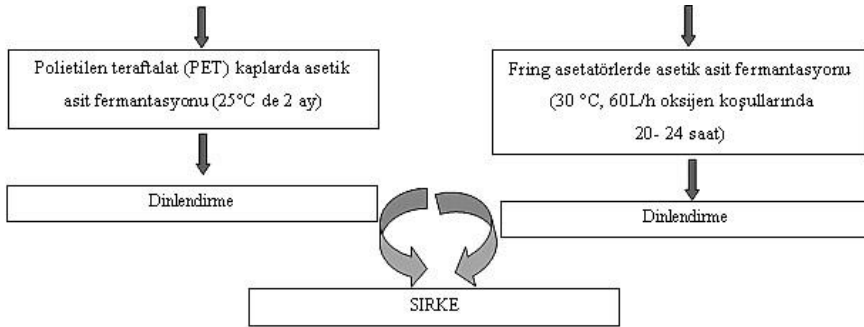 Polietilen teraftalat (PET) kaplarda asetik
asit fermantasyonu (25°C de 2 ay)
Fring asetatörlerde asetik asit fermantasyonu
(30 °C, 60L/h oksijen koşullarında
20- 24 saat)
Dinlendirme
Dinlendirme
SIRKE